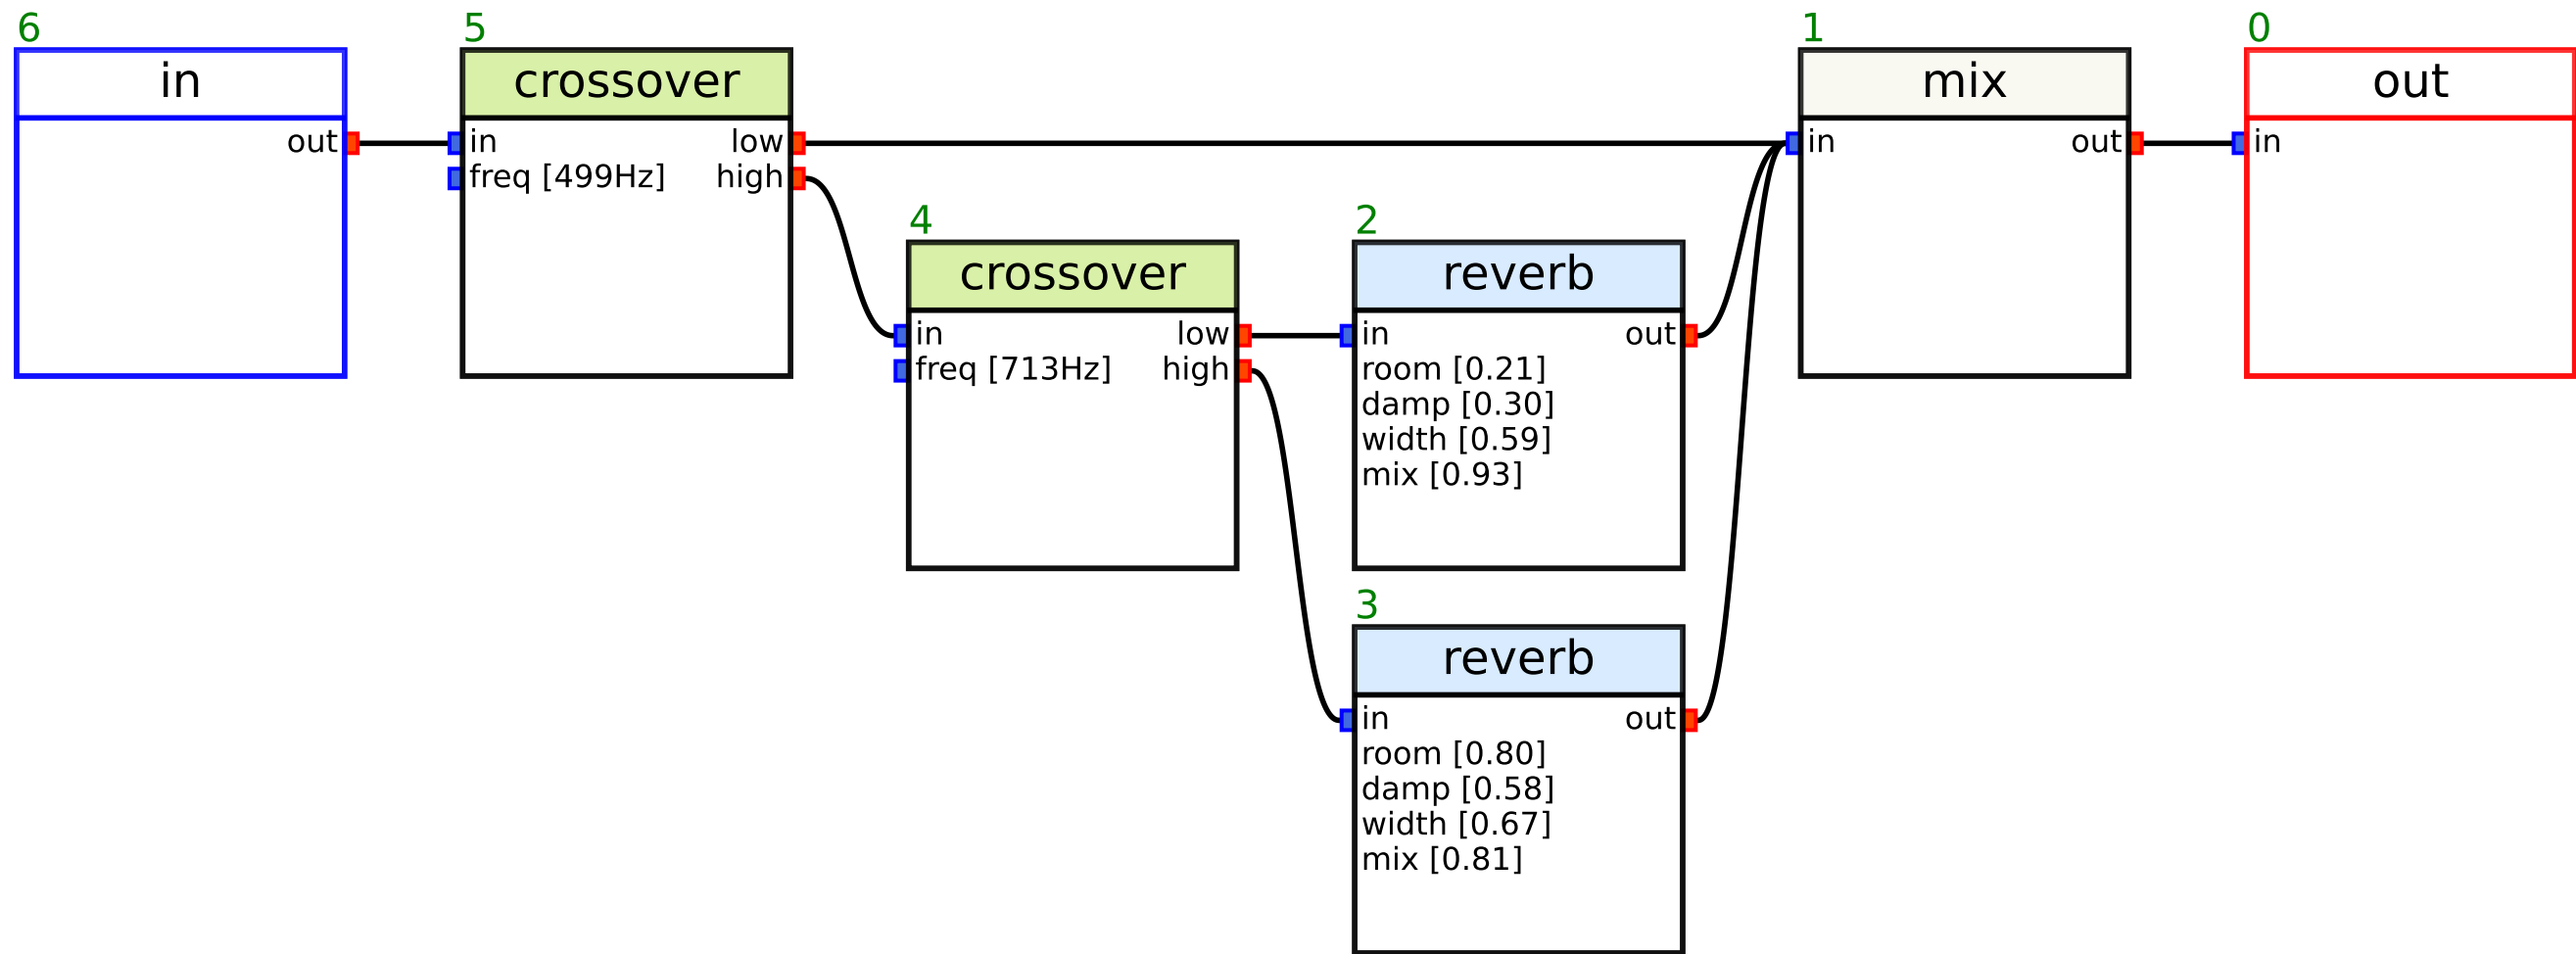 6
in
out
5
crossover
in low
freq [499Hz] high
4
crossover
in low
freq [713Hz] high
2
reverb
in out
room [0.21]
damp [0.30]
width [0.59]
mix [0.93]
3
reverb
in out
room [0.80]
damp [0.58]
width [0.67]
mix [0.81]
1
mix
in out
0
out
in